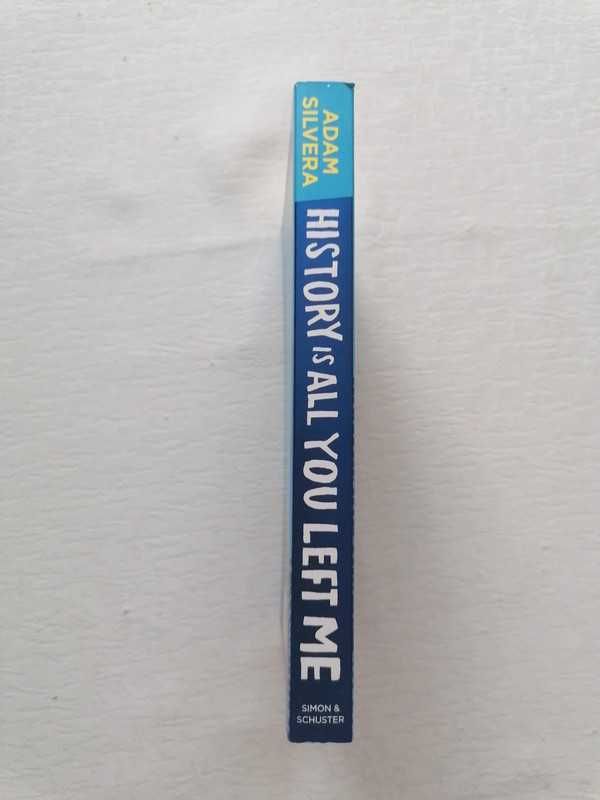 ADAM
SILVERA
HISTORY IS ALL YOU LEFT ME
SIMON &
SCHUSTER